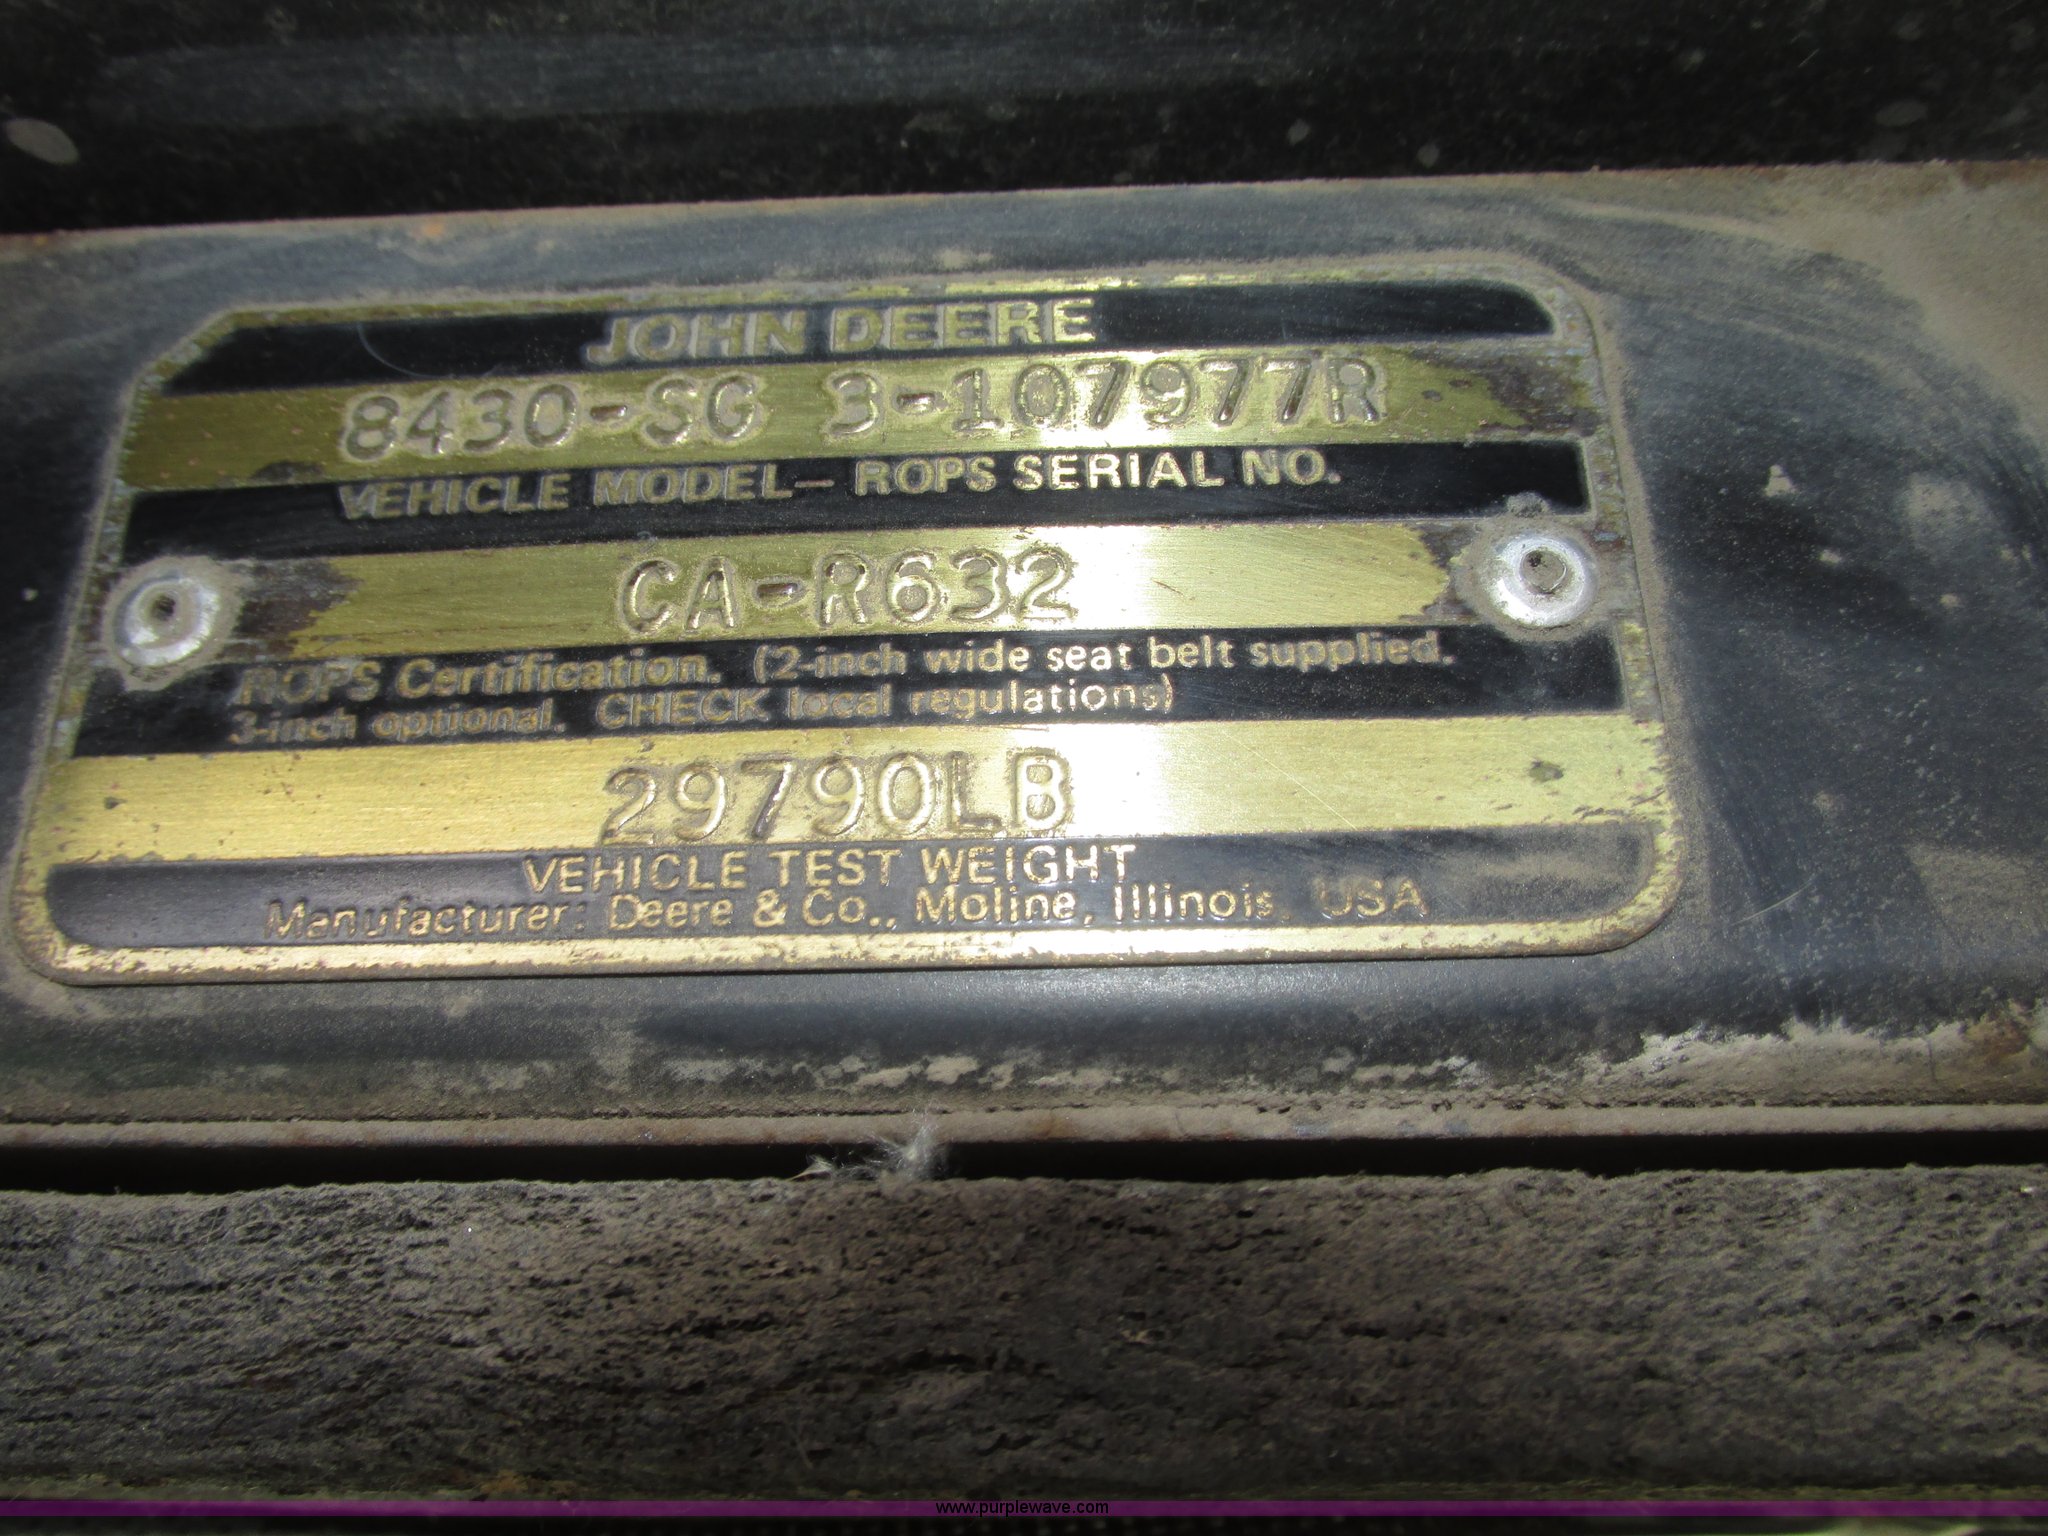 JOHN DEERE
8430-SG 3-107977R
VEHICLE MODEL - ROPS SERIAL NO.
CA-R632
ROPS Certification. (2-inch wide seat belt supplied.
3-inch optional. CHECK local regulations)
29790LB
VEHICLE TEST WEIGHT
Manufacturer: Deere & Co., Moline, Illinois, USA
www.purplewave.com